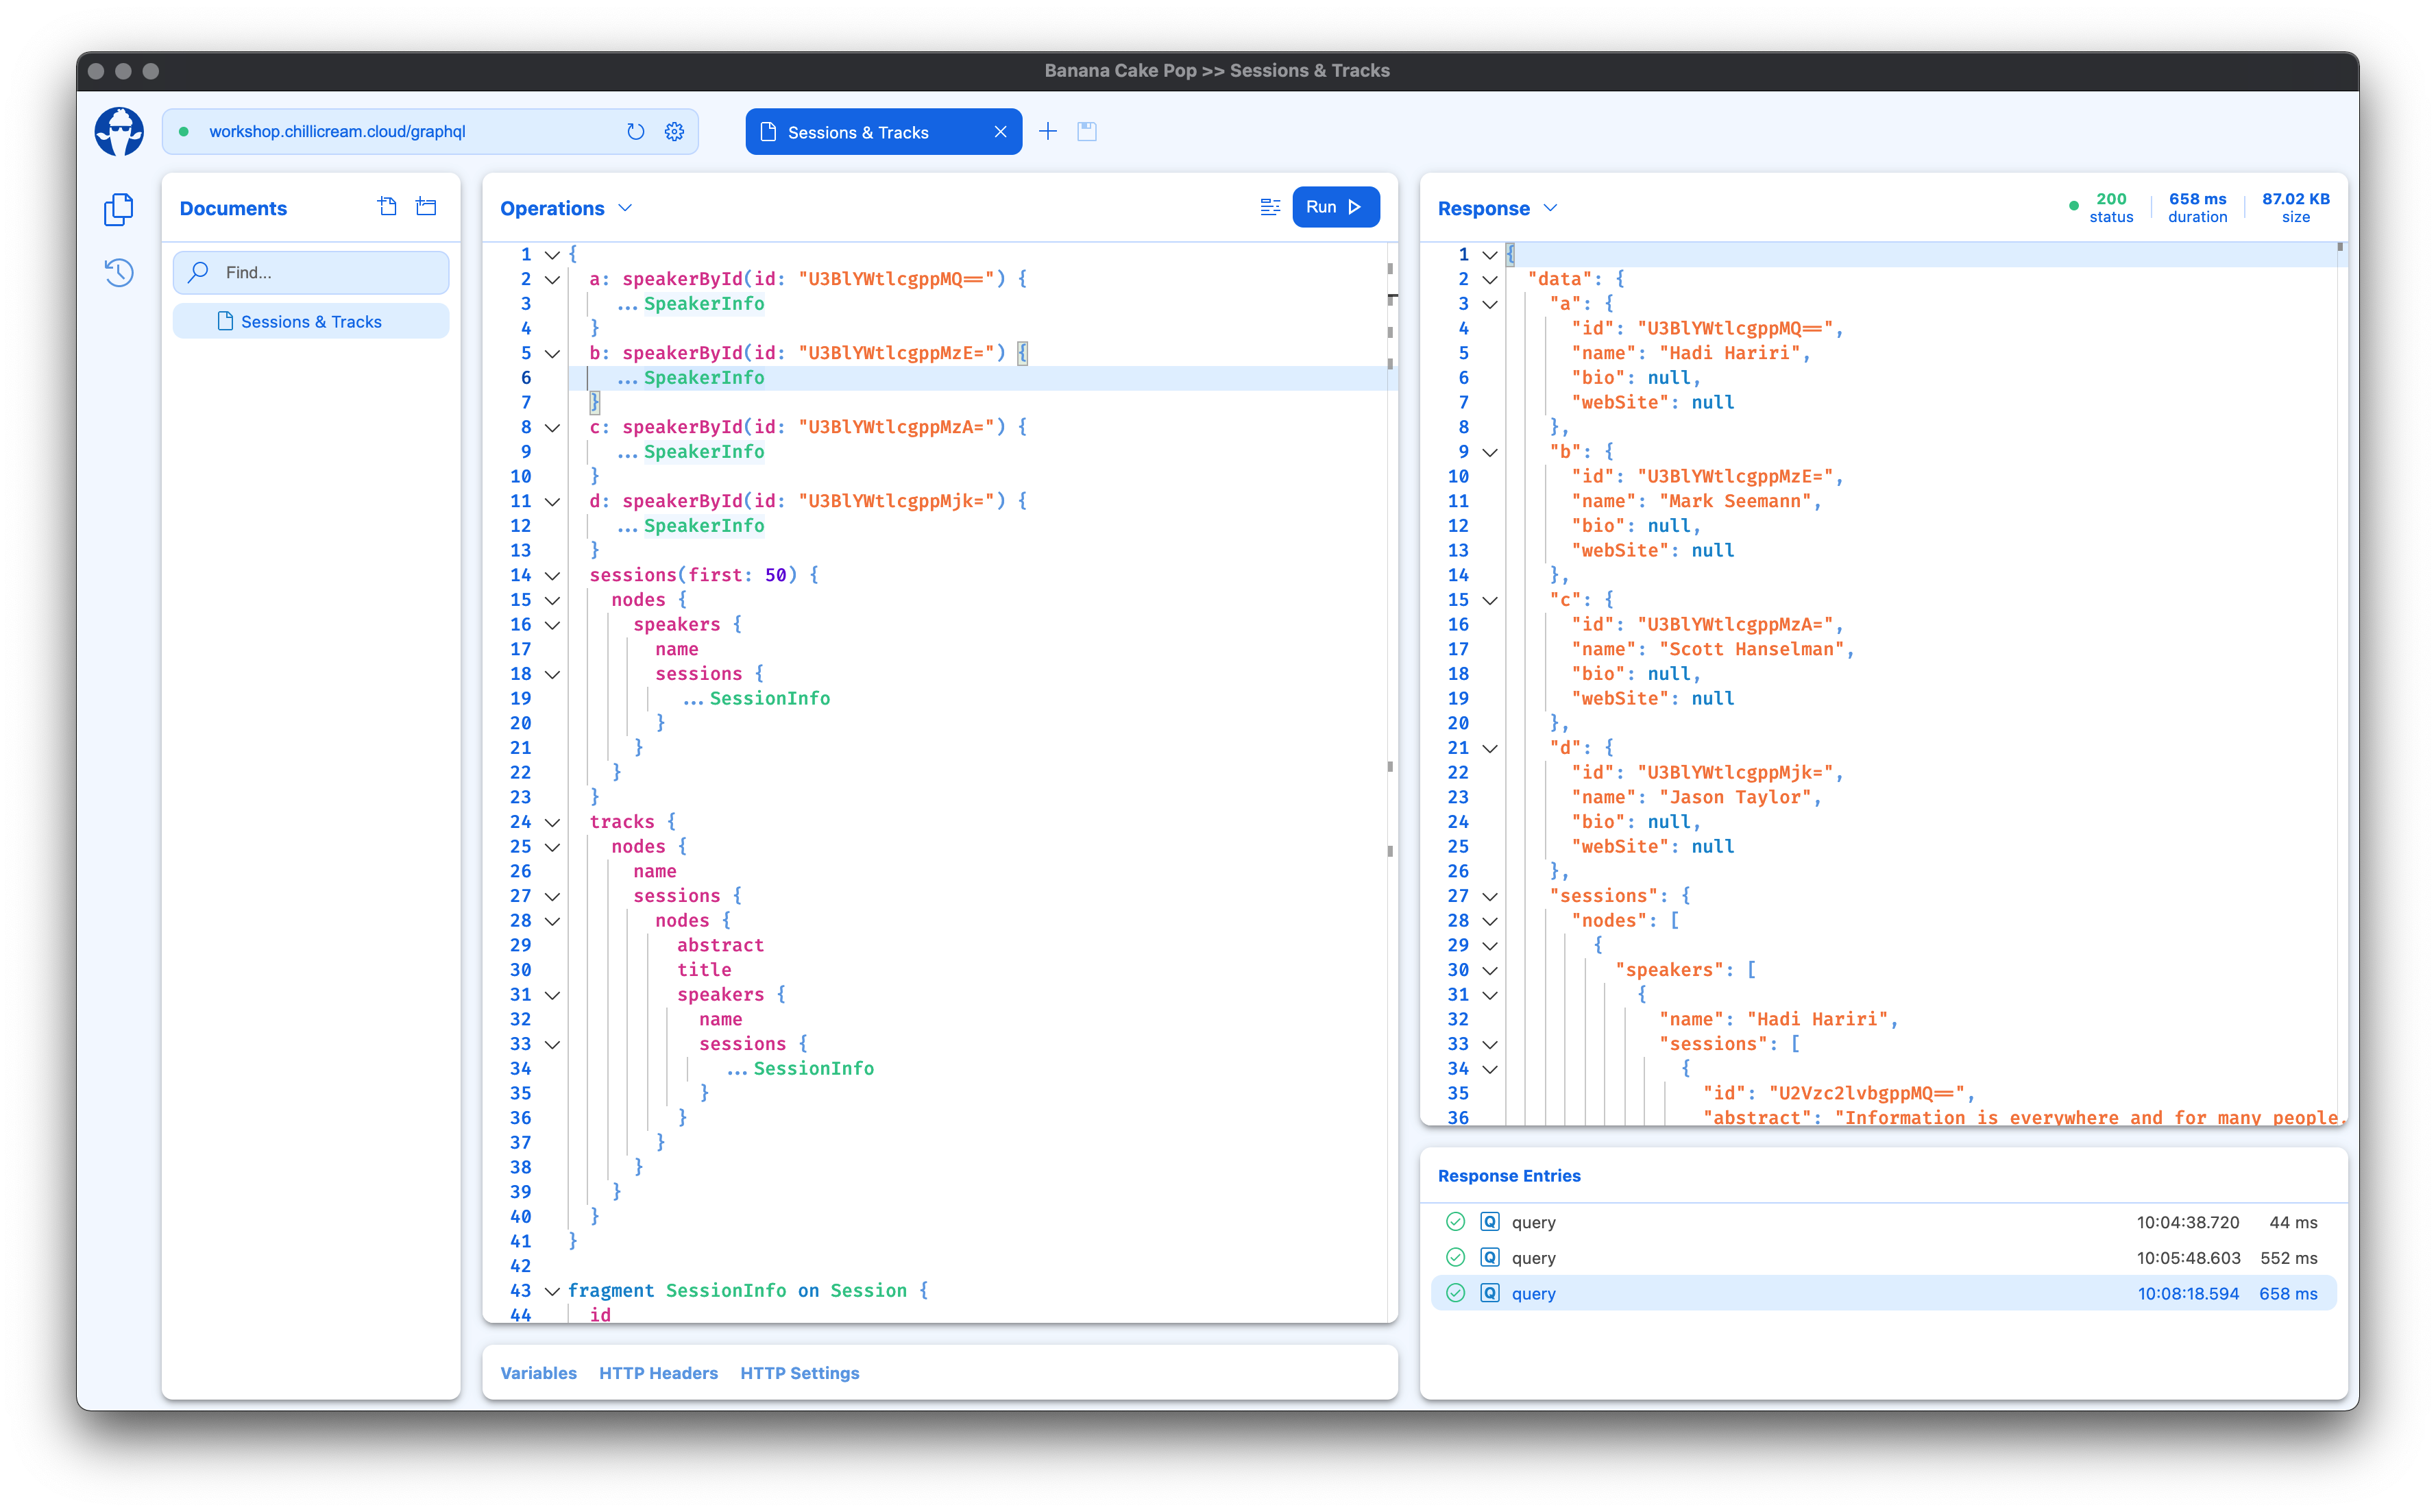 Banana Cake Pop >> Sessions & Tracks
workshop.chillicream.cloud/graphql
Sessions & Tracks
Documents
Find...
Sessions & Tracks
Operations
Run
1 {
2 a: speakerById(id: "U3BlYWtlcgppMQ==") {
3 ...SpeakerInfo
4 }
5 b: speakerById(id: "U3BlYWtlcgppMzE=") {
6 ...SpeakerInfo
7 }
8 c: speakerById(id: "U3BlYWtlcgppMzA=") {
9 ...SpeakerInfo
10 }
11 d: speakerById(id: "U3BlYWtlcgppMjk=") {
12 ...SpeakerInfo
13 }
14 sessions(first: 50) {
15 nodes {
16 speakers {
17 name
18 sessions {
19 ...SessionInfo
20 }
21 }
22 }
23 }
24 tracks {
25 nodes {
26 name
27 sessions {
28 nodes {
29 abstract
30 title
31 speakers {
32 name
33 sessions {
34 ...SessionInfo
35 }
36 }
37 }
38 }
39 }
40 }
41 }
42
43 fragment SessionInfo on Session {
44 id
Variables HTTP Headers HTTP Settings
Response
200 658 ms 87.02 KB
status duration size
1 {
2 "data": {
3 "a": {
4 "id": "U3BlYWtlcgppMQ==",
5 "name": "Hadi Hariri",
6 "bio": null,
7 "webSite": null
8 },
9 "b": {
10 "id": "U3BlYWtlcgppMzE=",
11 "name": "Mark Seemann",
12 "bio": null,
13 "webSite": null
14 },
15 "c": {
16 "id": "U3BlYWtlcgppMzA=",
17 "name": "Scott Hanselman",
18 "bio": null,
19 "webSite": null
20 },
21 "d": {
22 "id": "U3BlYWtlcgppMjk=",
23 "name": "Jason Taylor",
24 "bio": null,
25 "webSite": null
26 },
27 "sessions": {
28 "nodes": [
29 {
30 "speakers": [
31 {
32 "name": "Hadi Hariri",
33 "sessions": [
34 {
35 "id": "U2Vzc2lvbgppMQ==",
36 "abstract": "Information is everywhere and for many people.
Response Entries
Q query 10:04:38.720 44 ms
Q query 10:05:48.603 552 ms
Q query 10:08:18.594 658 ms